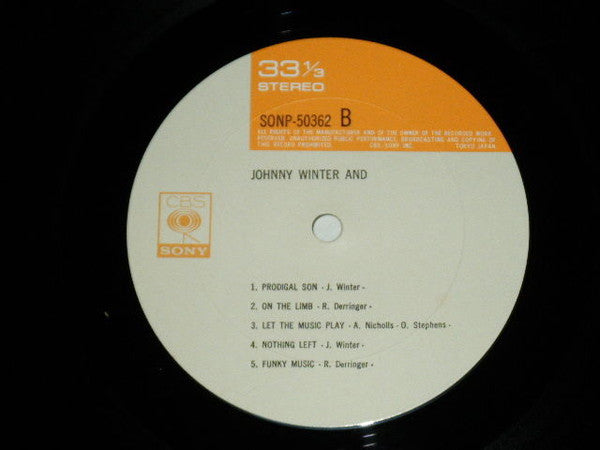 33 1/3
STEREO
SONP-50362 B
ALL RIGHTS OF THE MANUFACTURER AND OF THE OWNER OF THE RECORDED WORK
RESERVED. UNAUTHORIZED PUBLIC PERFORMANCE, BROADCASTING AND COPYING OF
THIS RECORD PROHIBITED. CBS/SONY INC. TOKYO JAPAN
JOHNNY WINTER AND
CBS
SONY
1. PRODIGAL SON - J. Winter -
2. ON THE LIMB - R. Derringer -
3. LET THE MUSIC PLAY - A. Nicholls - O. Stephens -
4. NOTHING LEFT - J. Winter -
5. FUNKY MUSIC - R. Derringer -